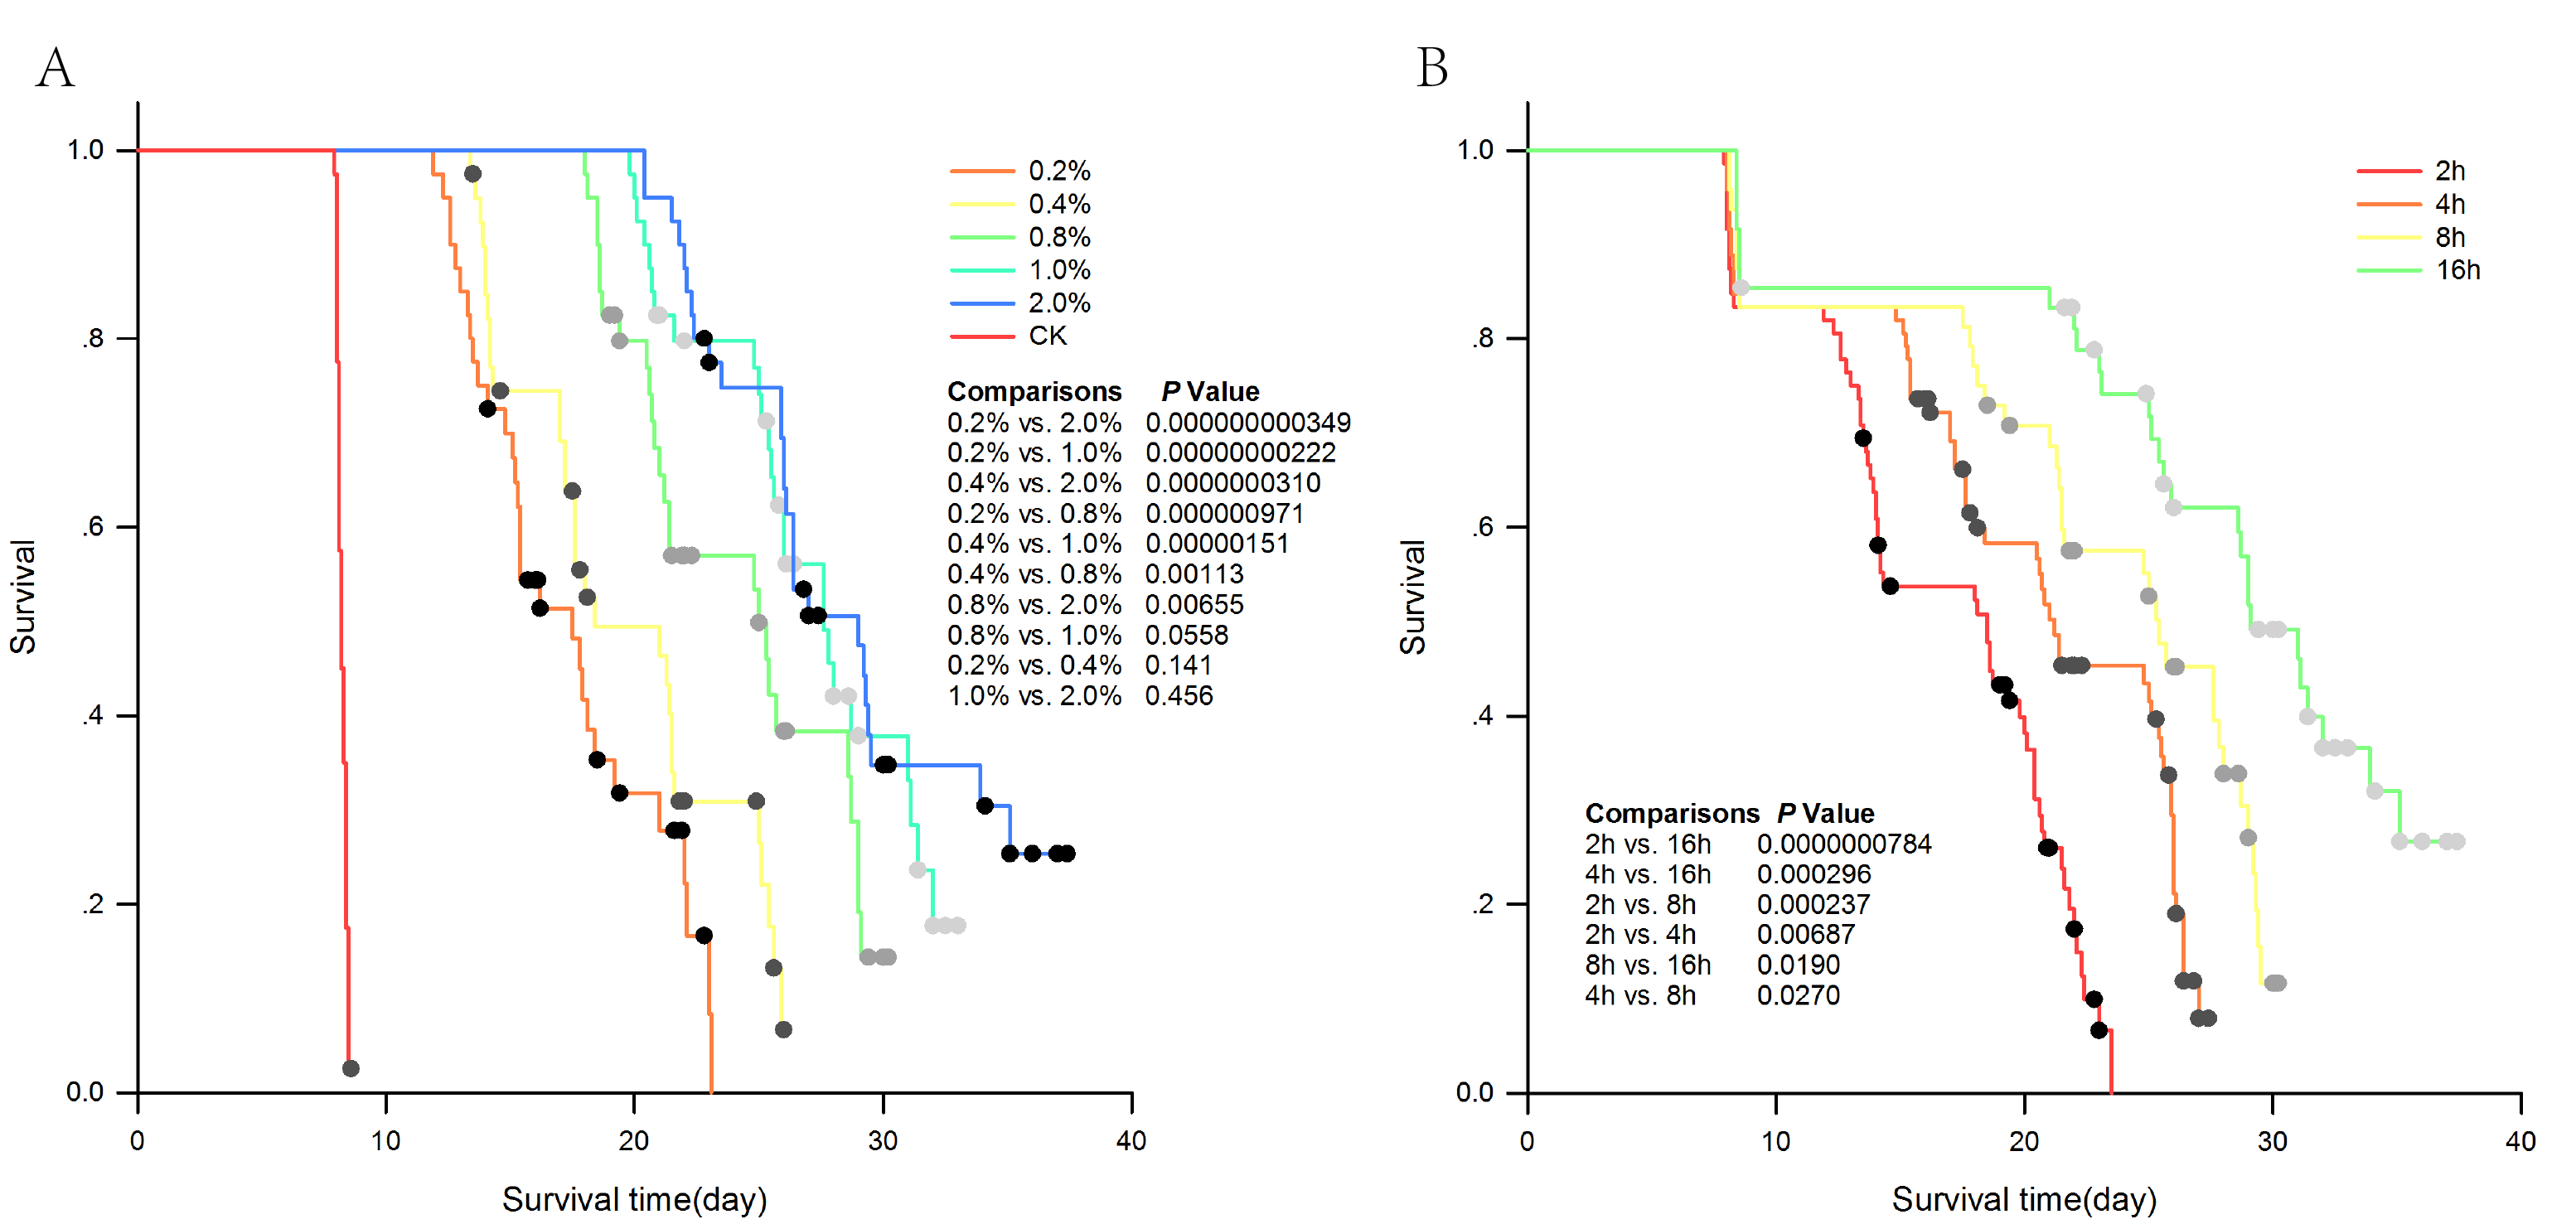 A
1.0
.8
.6
.4
.2
0.0
Survival
0 10 20 30 40
Survival time(day)
0.2%
0.4%
0.8%
1.0%
2.0%
CK
Comparisons P Value
0.2% vs. 2.0% 0.000000000349
0.2% vs. 1.0% 0.00000000222
0.4% vs. 2.0% 0.0000000310
0.2% vs. 0.8% 0.000000971
0.4% vs. 1.0% 0.00000151
0.4% vs. 0.8% 0.00113
0.8% vs. 2.0% 0.00655
0.8% vs. 1.0% 0.0558
0.2% vs. 0.4% 0.141
1.0% vs. 2.0% 0.456
B
1.0
.8
.6
.4
.2
0.0
Survival
0 10 20 30 40
Survival time(day)
2h
4h
8h
16h
Comparisons P Value
2h vs. 16h 0.0000000784
4h vs. 16h 0.000296
2h vs. 8h 0.000237
2h vs. 4h 0.00687
8h vs. 16h 0.0190
4h vs. 8h 0.0270